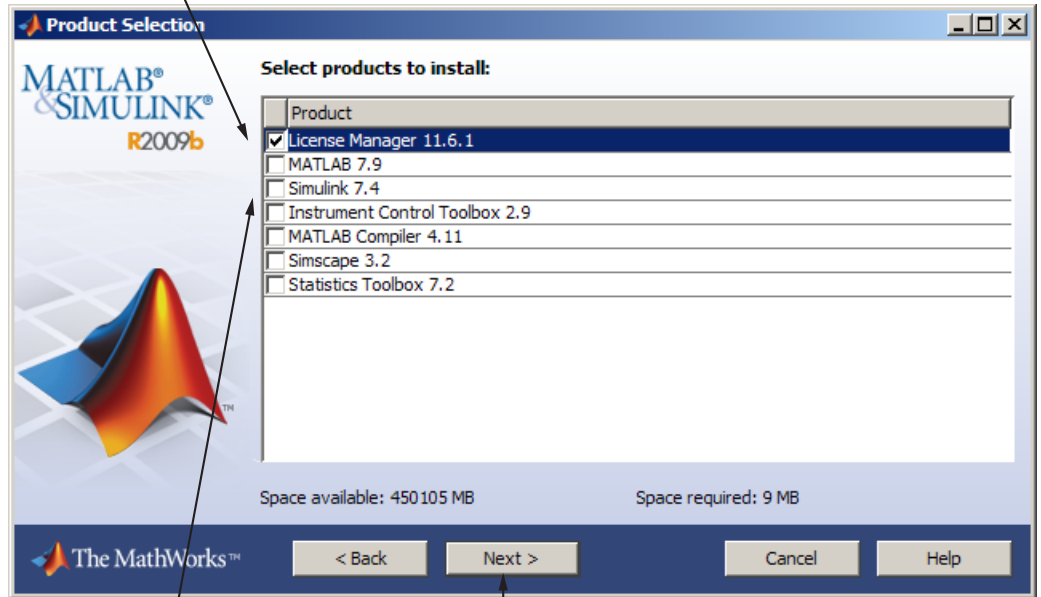 Product Selection
MATLAB®
&SIMULINK®
R2009b
TM
Select products to install:
Product
License Manager 11.6.1
MATLAB 7.9
Simulink 7.4
Instrument Control Toolbox 2.9
MATLAB Compiler 4.11
Simscape 3.2
Statistics Toolbox 7.2
Space available: 450105 MB
Space required: 9 MB
The MathWorks™
< Back
Next >
Cancel
Help